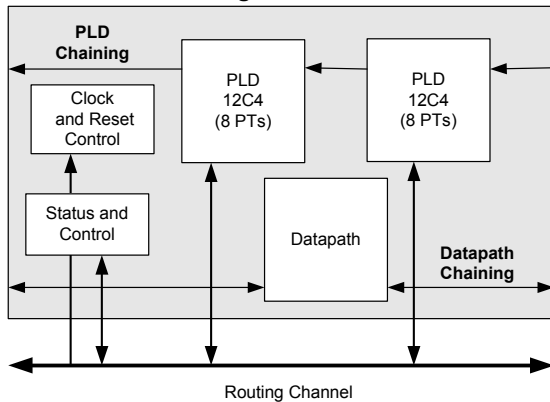 PLD
Chaining
PLD
12C4
(8 PTs)
PLD
12C4
(8 PTs)
Clock
and Reset
Control
Status and
Control
Datapath
Datapath
Chaining
Routing Channel